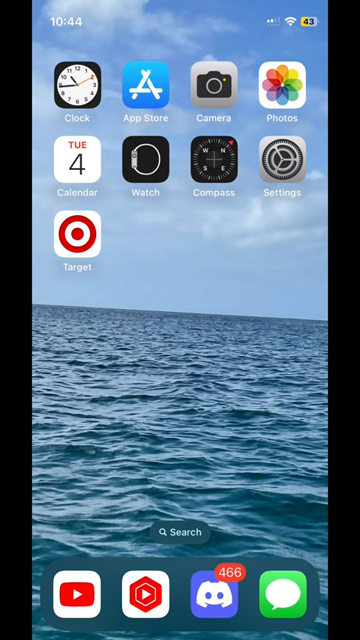 10:44
43
Clock
App Store
Camera
Photos
TUE
4
Calendar
Watch
Compass
Settings
Target
Search
466